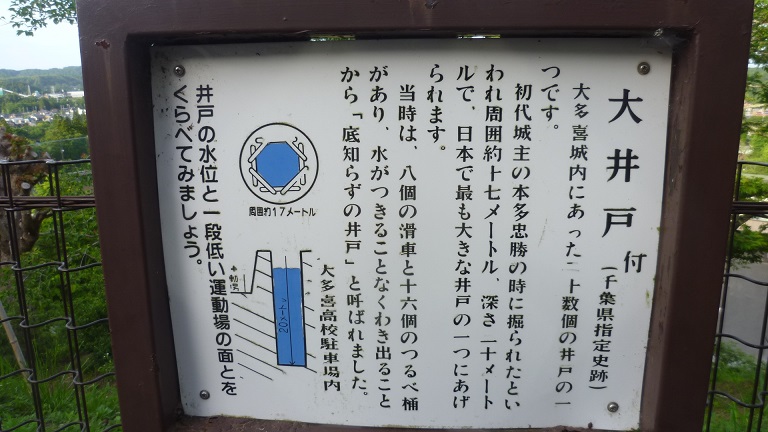 大井戸付(千葉県指定史跡)
大多喜城内にあった二十数個の井戸の一
つです。
初代城主の本多忠勝の時に掘られたとい
われ周囲約十七メートル、深さ二十メート
ルで、日本で最も大きな井戸の一つにあげ
られます。
当時は、八個の滑車と十六個のつるべ桶
があり、水がつきることなくわき出ること
から「底知らずの井戸」と呼ばれました。
周囲約17メートル
20メートル
大多喜高校駐車場内
井戸の水位と一段低い運動場の面とを
くらべてみましょう。